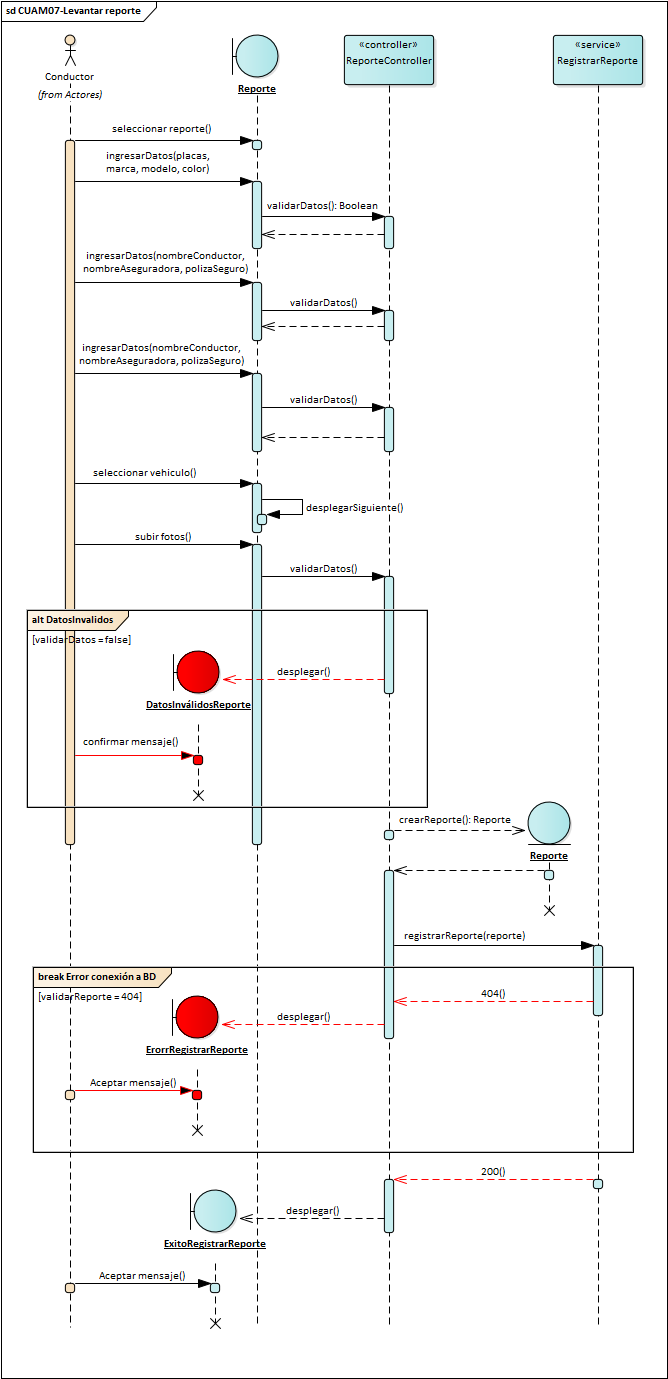 sd CUAM07-Levantar reporte
Conductor
(from Actores)
Reporte
«controller»
ReporteController
«service»
RegistrarReporte
seleccionar reporte()
ingresarDatos(placas,
marca, modelo, color)
validarDatos(): Boolean
ingresarDatos(nombreConductor,
nombreAseguradora, polizaSeguro)
validarDatos()
ingresarDatos(nombreConductor,
nombreAseguradora, polizaSeguro)
validarDatos()
seleccionar vehiculo()
desplegarSiguiente()
subir fotos()
validarDatos()
alt DatosInvalidos
[validarDatos = false]
desplegar()
DatosInválidosReporte
confirmar mensaje()
crearReporte(): Reporte
Reporte
registrarReporte(reporte)
break Error conexión a BD
[validarReporte = 404]
404()
desplegar()
ErorrRegistrarReporte
Aceptar mensaje()
200()
desplegar()
ExitoRegistrarReporte
Aceptar mensaje()